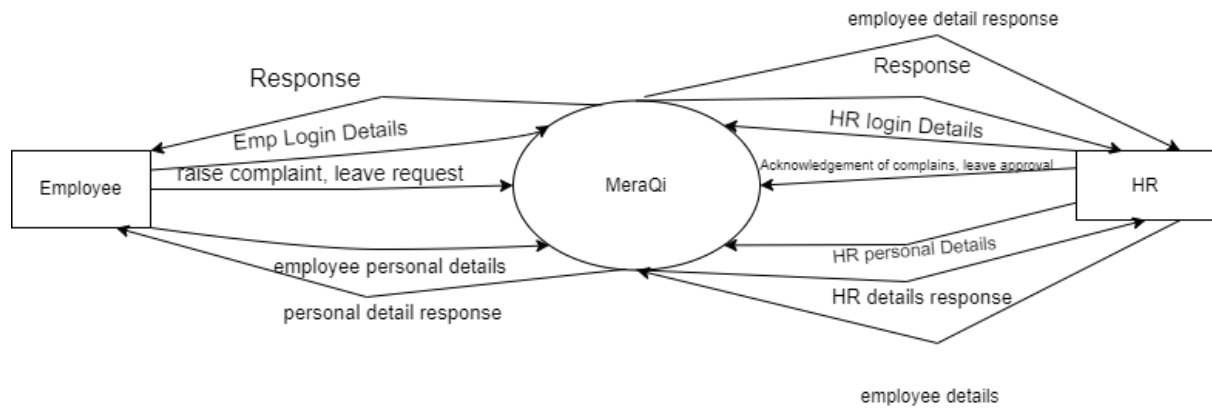 employee detail response
Response
Response
HR login Details
Emp Login Details
Acknowledgement of complains, leave approval
raise complaint, leave request
Employee
MeraQi
HR
HR personal Details
employee personal details
HR details response
personal detail response
employee details